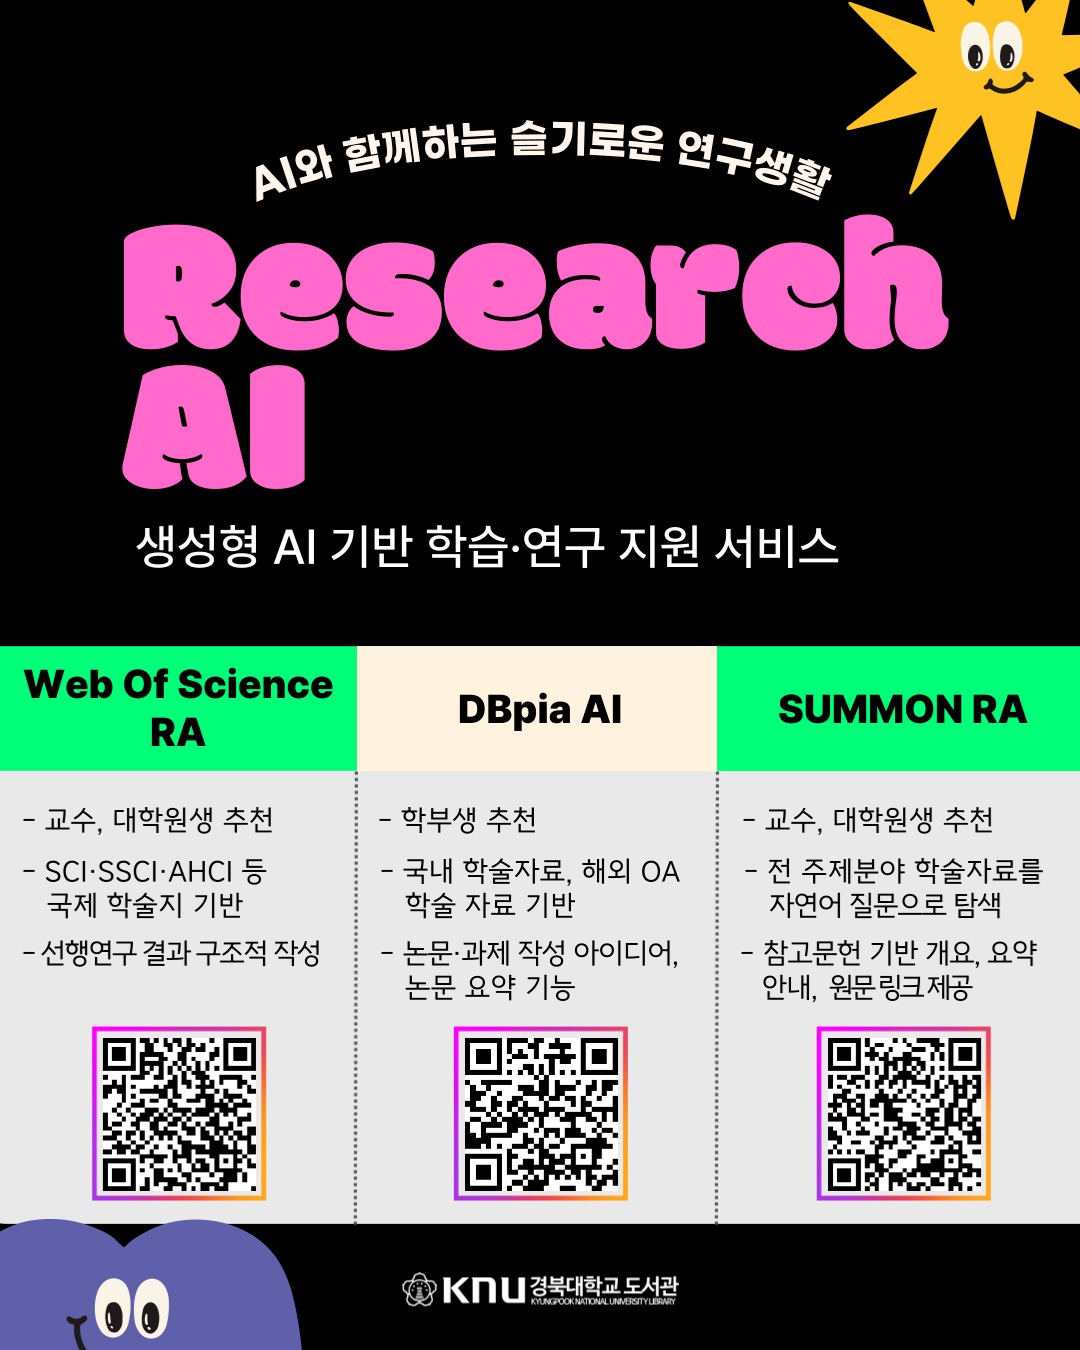 AI와 함께하는 슬기로운 연구생활
Research
AI
생성형 AI 기반 학습·연구 지원 서비스
Web Of Science
RA
- 교수, 대학원생 추천
- SCI·SSCI·AHCI 등
국제 학술지 기반
- 선행연구 결과 구조적 작성
DBpia AI
- 학부생 추천
- 국내 학술자료, 해외 OA
학술 자료 기반
- 논문·과제 작성 아이디어,
논문 요약 기능
SUMMON RA
- 교수, 대학원생 추천
- 전 주제분야 학술자료를
자연어 질문으로 탐색
- 참고문헌 기반 개요, 요약
안내, 원문링크제공
KNU 경북대학교 도서관
KYUNGPOOK NATIONAL UNIVERSITY LIBRARY